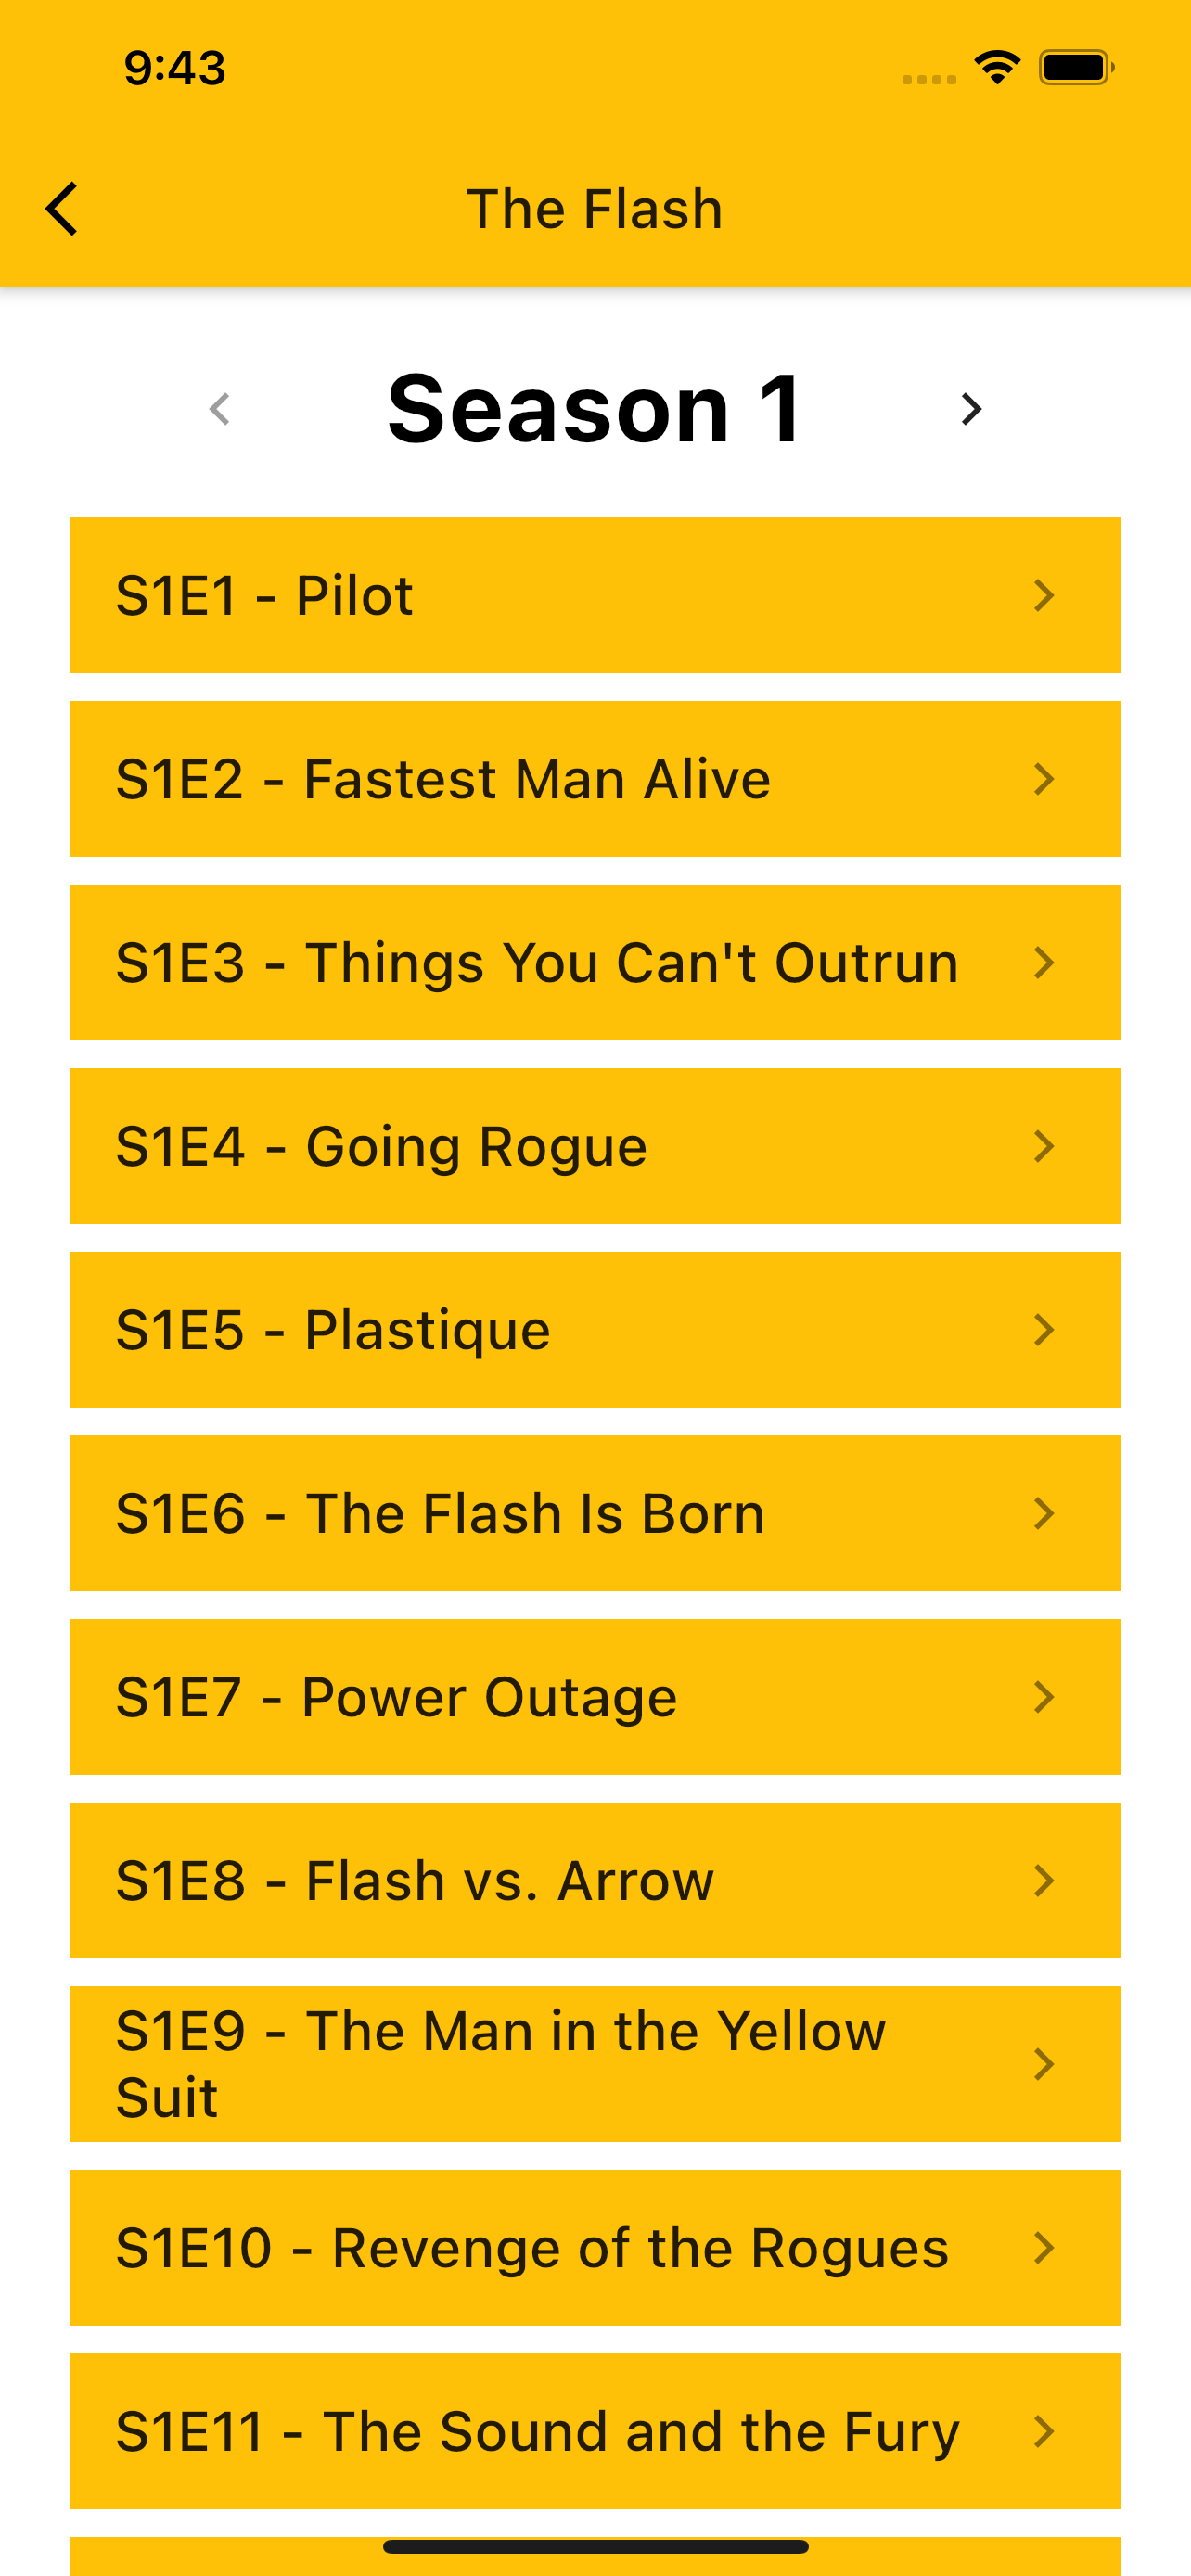 9:43
The Flash
Season 1
S1E1 - Pilot
S1E2 - Fastest Man Alive
S1E3 - Things You Can't Outrun
S1E4 - Going Rogue
S1E5 - Plastique
S1E6 - The Flash Is Born
S1E7 - Power Outage
S1E8 - Flash vs. Arrow
S1E9 - The Man in the Yellow
Suit
S1E10 - Revenge of the Rogues
S1E11 - The Sound and the Fury